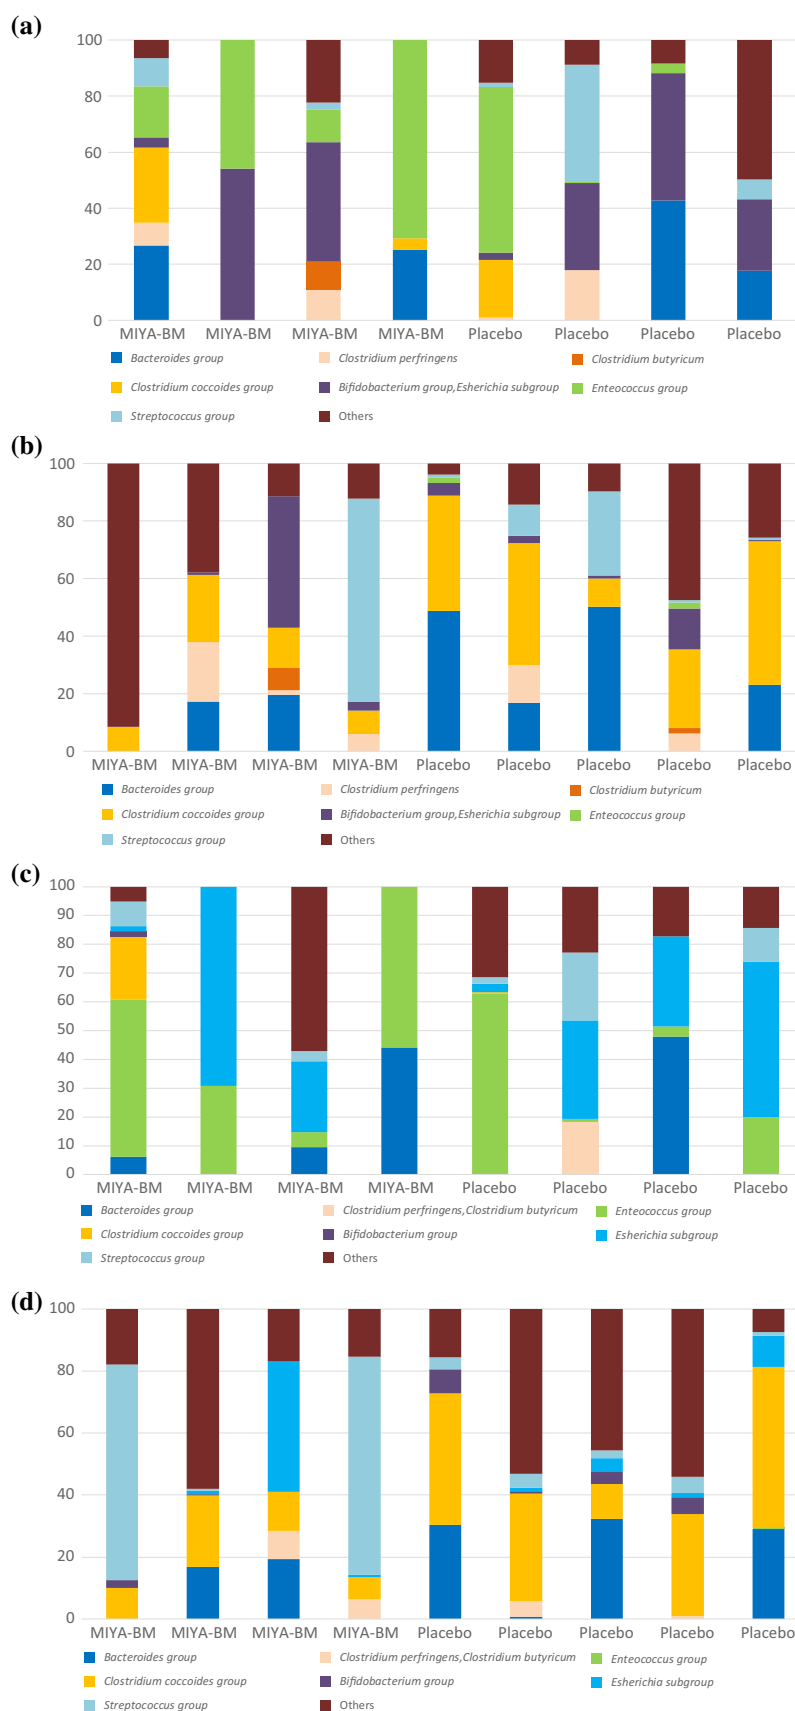 (a)
100
80
60
40
20
0
MIYA-BM MIYA-BM MIYA-BM MIYA-BM Placebo Placebo Placebo Placebo
Bacteroides group Clostridium perfringens Clostridium butyricum
Clostridium coccoides group Bifidobacterium group,Esherichia subgroup Enteococcus group
Streptococcus group Others
(b)
100
80
60
40
20
0
MIYA-BM MIYA-BM MIYA-BM MIYA-BM Placebo Placebo Placebo Placebo Placebo
Bacteroides group Clostridium perfringens Clostridium butyricum
Clostridium coccoides group Bifidobacterium group,Esherichia subgroup Enteococcus group
Streptococcus group Others
(c)
100
90
80
70
60
50
40
30
20
10
0
MIYA-BM MIYA-BM MIYA-BM MIYA-BM Placebo Placebo Placebo Placebo
Bacteroides group Clostridium perfringens,Clostridium butyricum Enteococcus group
Clostridium coccoides group Bifidobacterium group Esherichia subgroup
Streptococcus group Others
(d)
100
80
60
40
20
0
MIYA-BM MIYA-BM MIYA-BM MIYA-BM Placebo Placebo Placebo Placebo Placebo
Bacteroides group Clostridium perfringens,Clostridium butyricum Enteococcus group
Clostridium coccoides group Bifidobacterium group Esherichia subgroup
Streptococcus group Others